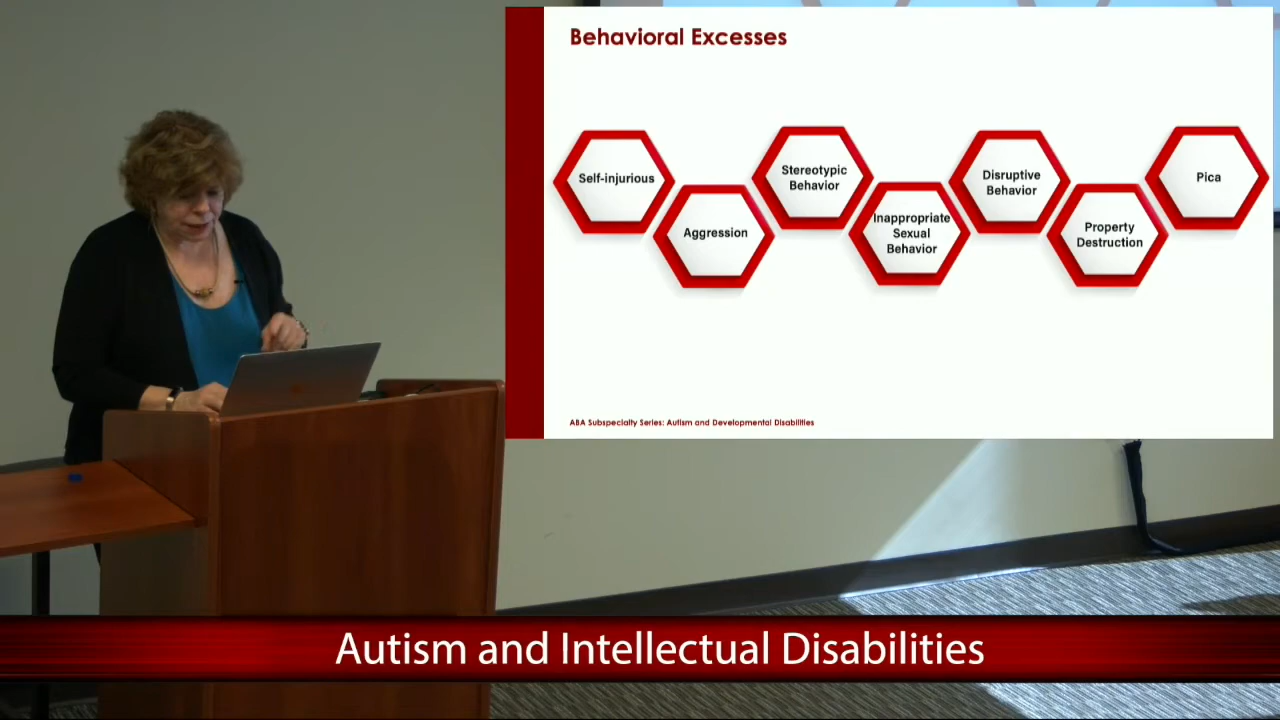 Behavioral Excesses
Self-injurious
Aggression
Stereotypic
Behavior
Inappropriate
Sexual
Behavior
Disruptive
Behavior
Property
Destruction
Pica
ABA Subspecialty Series: Autism and Developmental Disabilities
Autism and Intellectual Disabilities